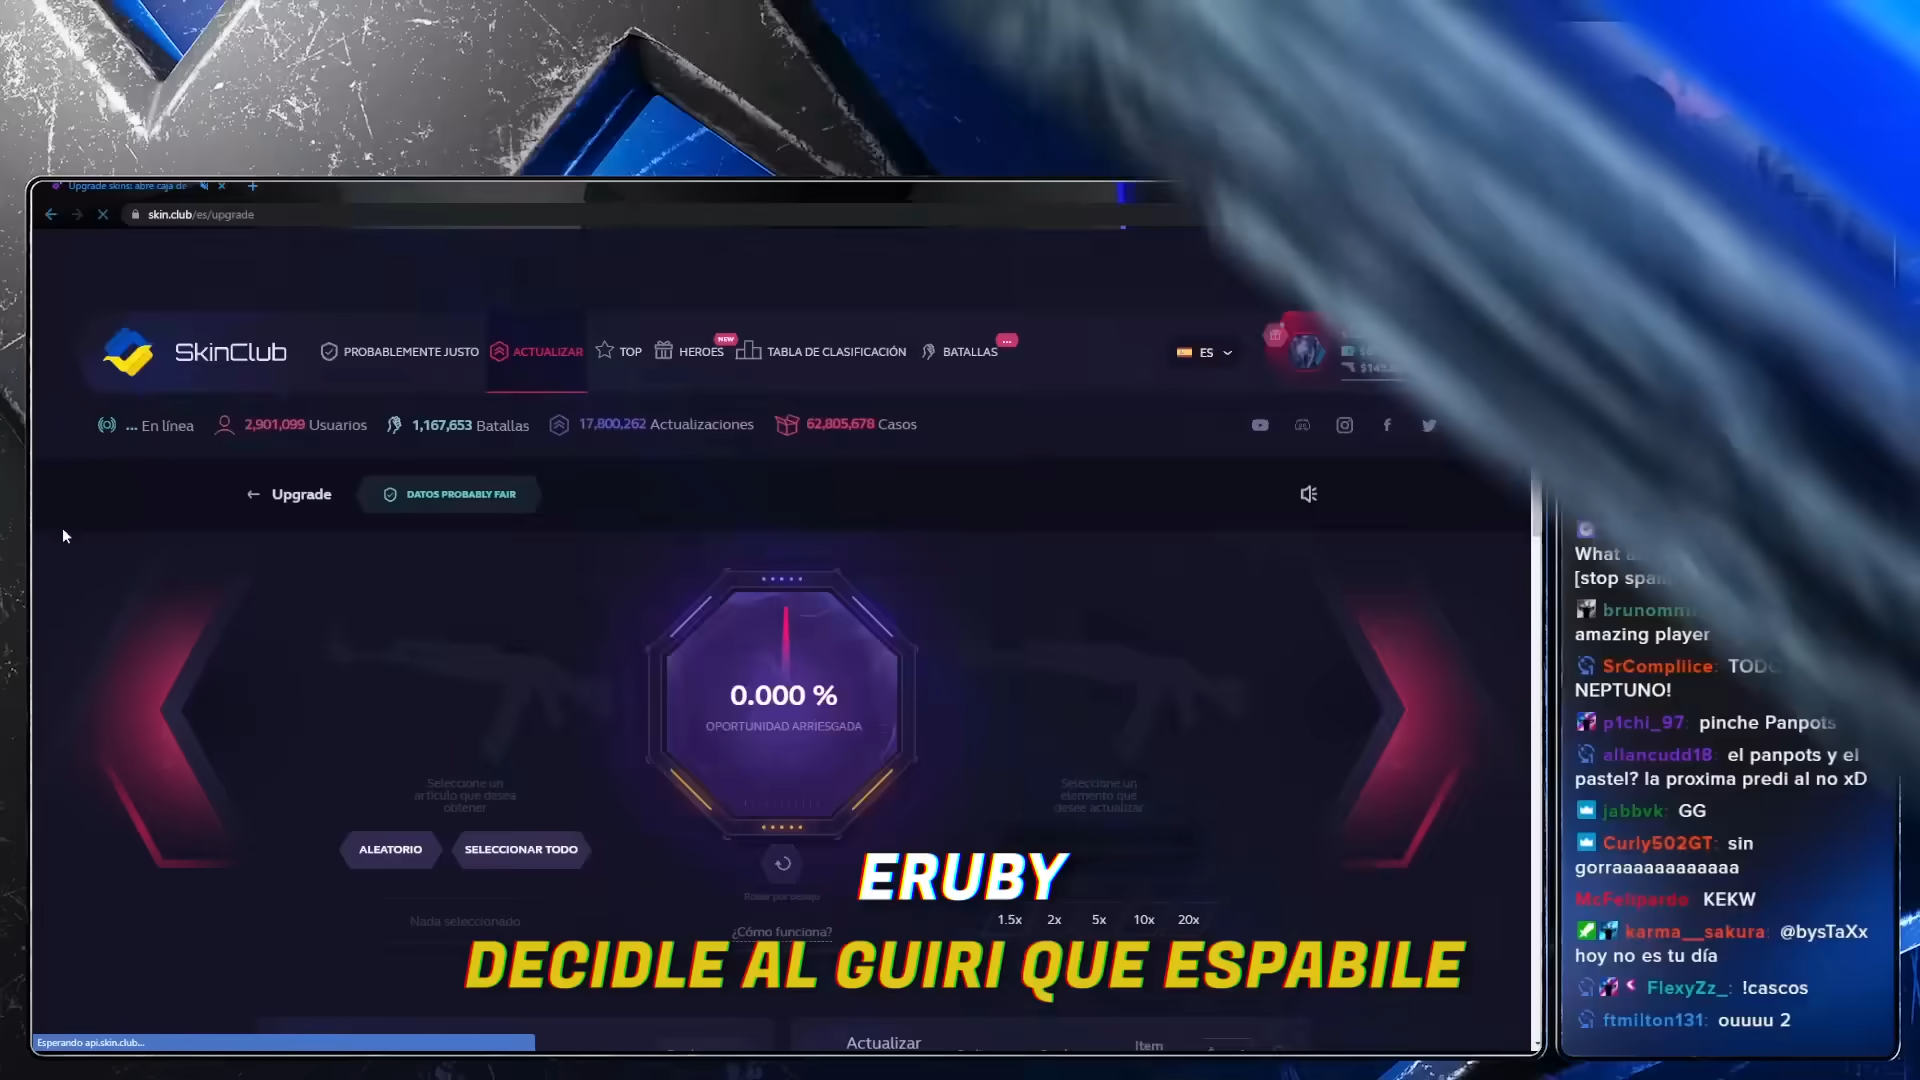 Upgrade skins: abre caja de
skin.club/es/upgrade
SkinClub
PROBABLEMENTE JUSTO
ACTUALIZAR
TOP
HEROES
NEW
TABLA DE CLASIFICACIÓN
BATALLAS
...
ES
... En línea
2,901,099 Usuarios
1,167,653 Batallas
17,800,262 Actualizaciones
62,805,678 Casos
Upgrade
DATOS PROBABLY FAIR
0.000 %
OPORTUNIDAD ARRIESGADA
Seleccione un
artículo que desea
obtener
Seleccione un
elemento que
desee actualizar
ALEATORIO
SELECCIONAR TODO
Nada seleccionado
¿Cómo funciona?
1.5x 2x 5x 10x 20x
ERUBY
DECIDLE AL GUIRI QUE ESPABILE
Actualizar
Item
Esperando api.skin.club...
What
[stop
amazing player
SrCompliice:
NEPTUNO!
p1chi_97: pinche Panpots
allancudd18: el panpots y el
pastel? la proxima predi al no xD
jabbvk: GG
Curly502GT: sin
gorraaaaaaaaaaaa
McFelipardo KEKW
karma__sakura: @bysTaXx
hoy no es tu día
FlexyZz_: !cascos
ftmilton131: ouuuu 2